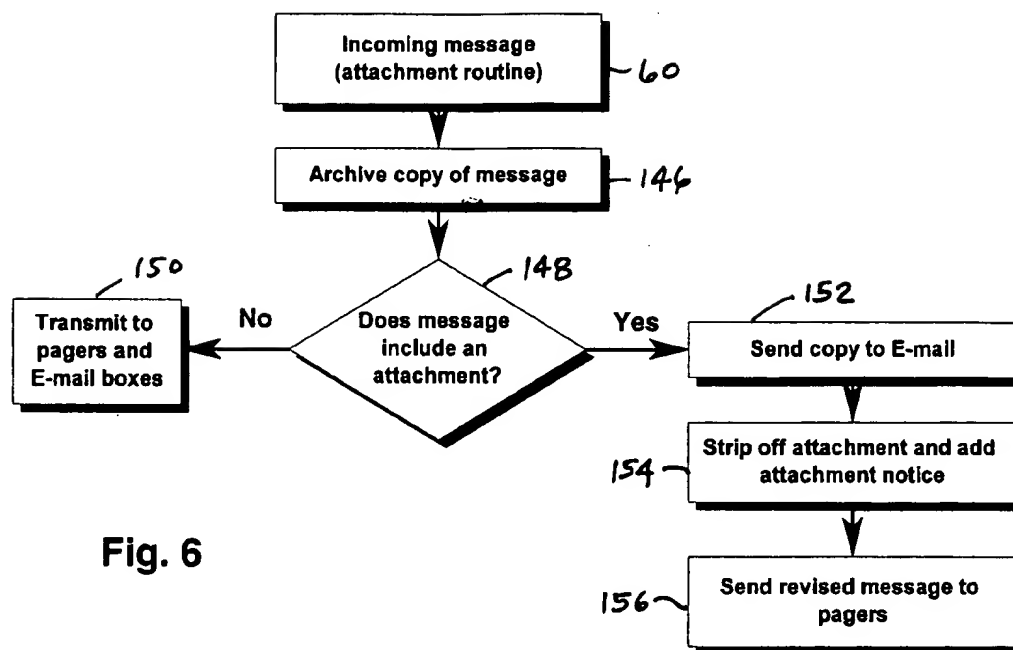 Incoming message
(attachment routine)
60
Archive copy of message
146
148
150
Transmit to
pagers and
E-mail boxes
No
Does message
include an
attachment?
Yes
152
Send copy to E-mail
154
Strip off attachment and add
attachment notice
156
Send revised message to
pagers
Fig. 6